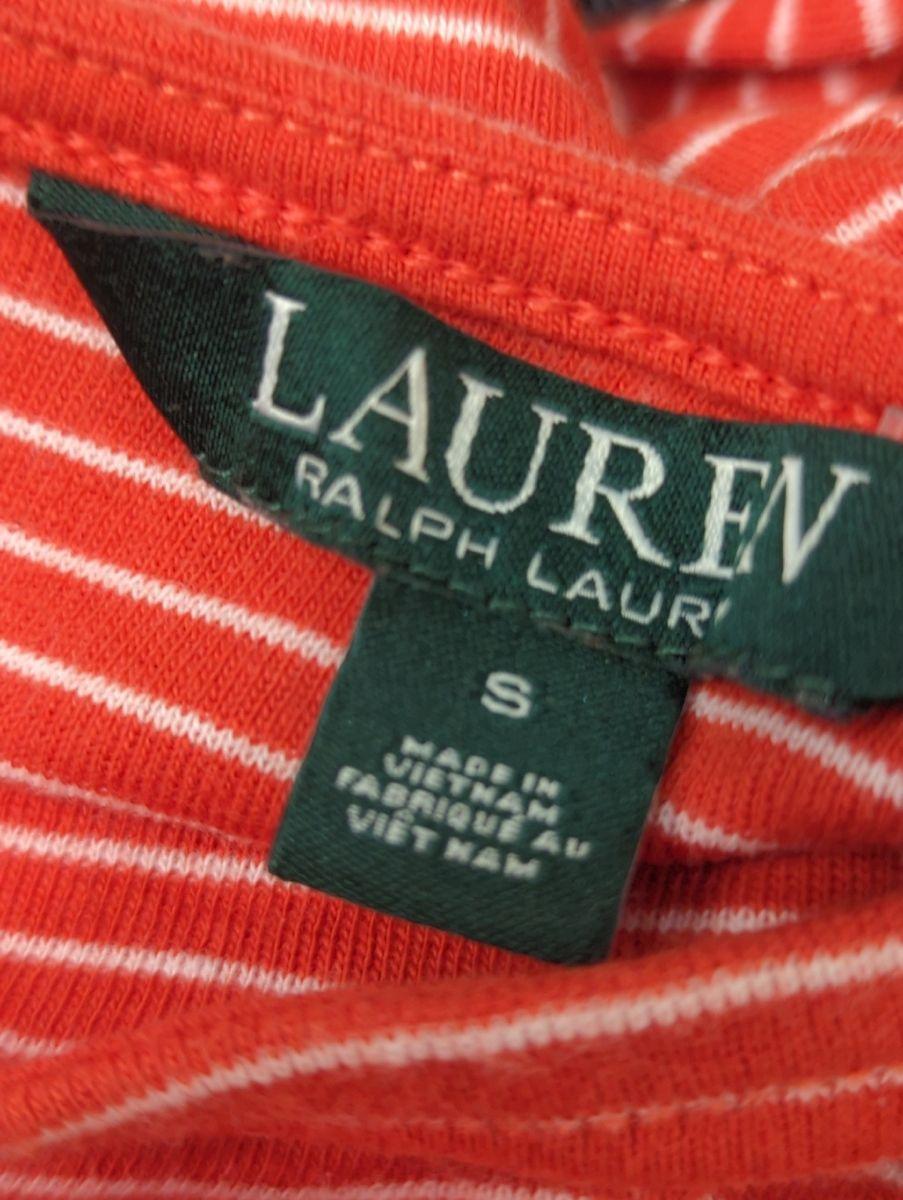 LAUREN
RALPH LAUR
S
MADE IN
VIETNAM
FABRIQUÉ AU
VIÊT NAM